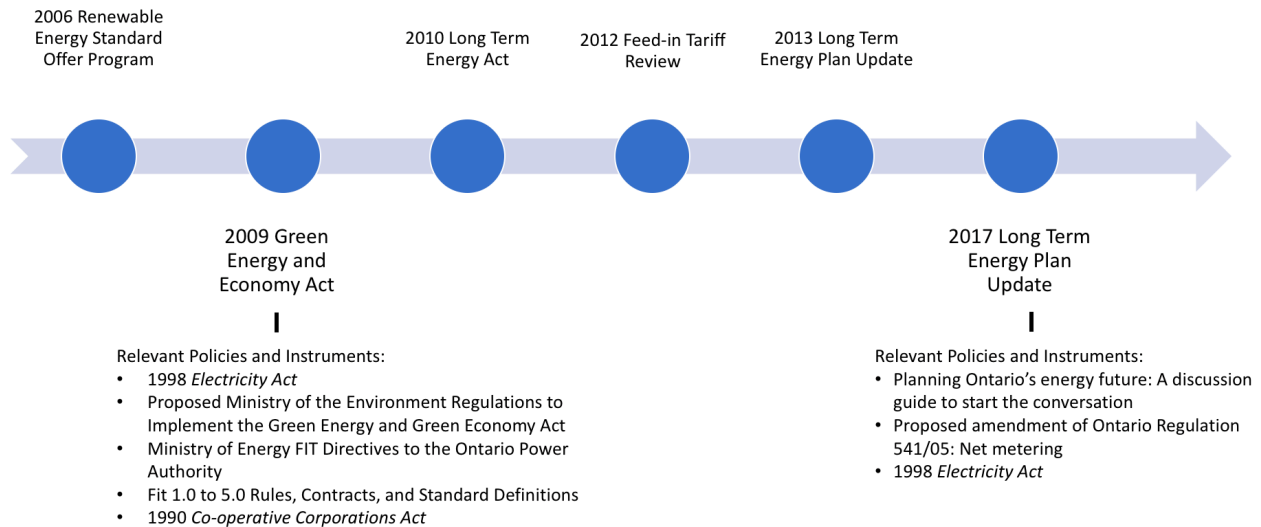 2006 Renewable
Energy Standard
Offer Program
2010 Long Term
Energy Act
2012 Feed-in Tariff
Review
2013 Long Term
Energy Plan Update
2009 Green
Energy and
Economy Act
Relevant Policies and Instruments:
• 1998 Electricity Act
• Proposed Ministry of the Environment Regulations to
Implement the Green Energy and Green Economy Act
• Ministry of Energy FIT Directives to the Ontario Power
Authority
• Fit 1.0 to 5.0 Rules, Contracts, and Standard Definitions
• 1990 Co-operative Corporations Act
2017 Long Term
Energy Plan
Update
Relevant Policies and Instruments:
• Planning Ontario’s energy future: A discussion
guide to start the conversation
• Proposed amendment of Ontario Regulation
541/05: Net metering
• 1998 Electricity Act